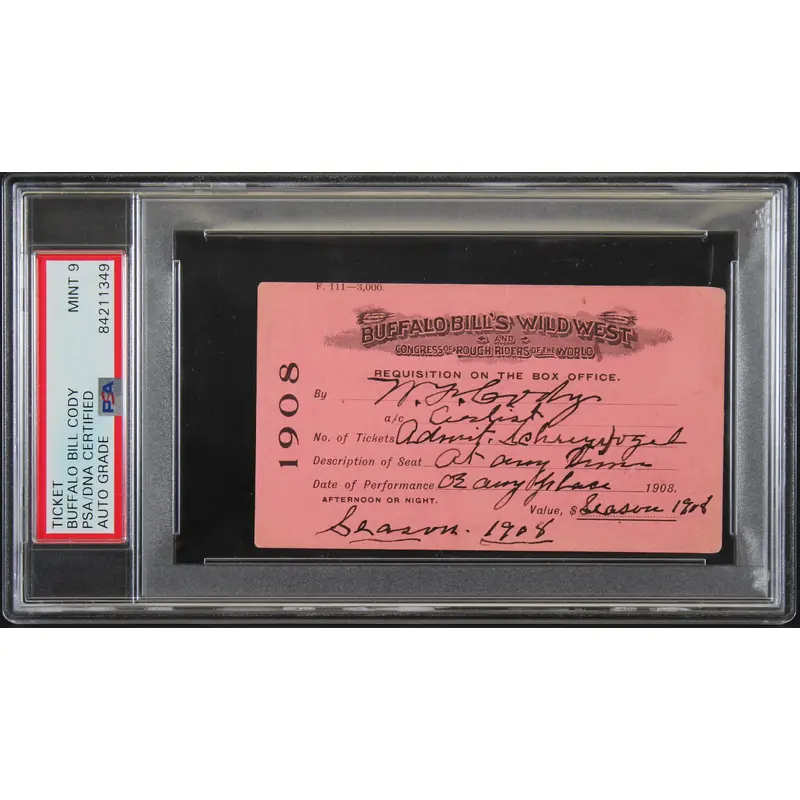 TICKET
BUFFALO BILL CODY
PSA/DNA CERTIFIED
AUTO GRADE
MINT 9
84211349
PSA
F. 111—3,000.
BUFFALO BILL'S WILD WEST
AND
CONGRESS OF ROUGH RIDERS OF THE WORLD
REQUISITION ON THE BOX OFFICE.
1908
By W. F. Cody
a/c Artist
No. of Tickets Admit. Schreyvogel
Description of Seat At any Time
Date of Performance Or any place 1908.
AFTERNOON OR NIGHT.
Value, $ Season 1908
Season. 1908